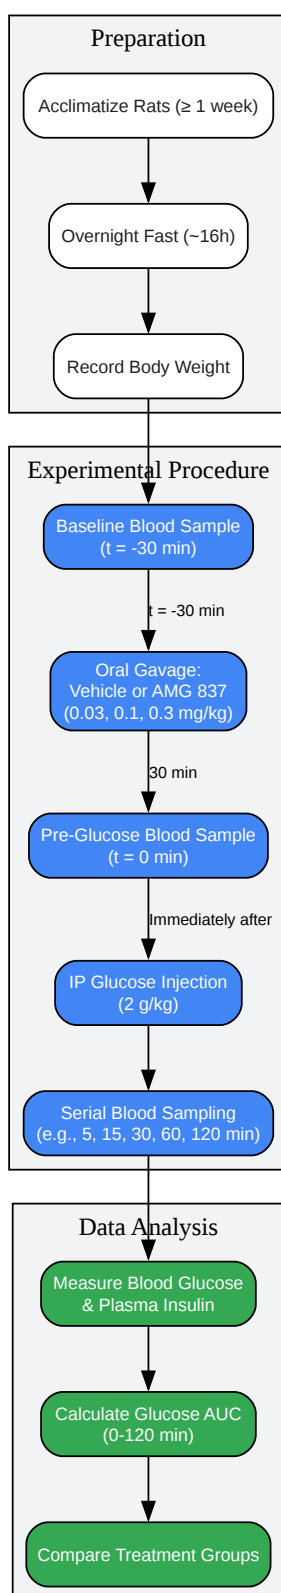 Preparation
Acclimatize Rats (≥ 1 week)
Overnight Fast (~16h)
Record Body Weight
Experimental Procedure
Baseline Blood Sample
(t = -30 min)
t = -30 min
Oral Gavage:
Vehicle or AMG 837
(0.03, 0.1, 0.3 mg/kg)
30 min
Pre-Glucose Blood Sample
(t = 0 min)
Immediately after
IP Glucose Injection
(2 g/kg)
Serial Blood Sampling
(e.g., 5, 15, 30, 60, 120 min)
Data Analysis
Measure Blood Glucose
& Plasma Insulin
Calculate Glucose AUC
(0-120 min)
Compare Treatment Groups